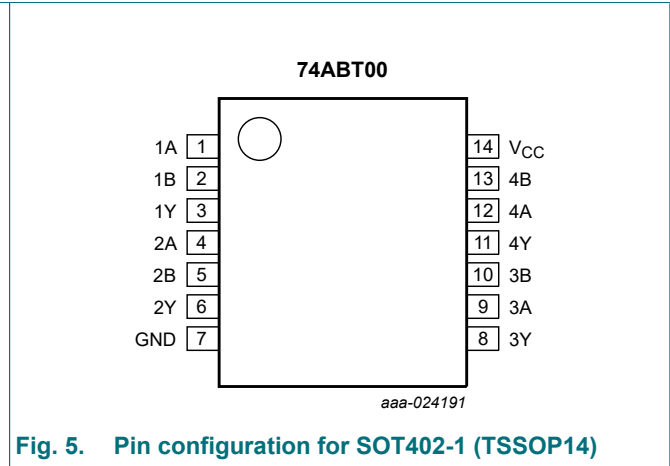 74ABT00
1A 1
1B 2
1Y 3
2A 4
2B 5
2Y 6
GND 7
14 VCC
13 4B
12 4A
11 4Y
10 3B
9 3A
8 3Y
aaa-024191
Fig. 5. Pin configuration for SOT402-1 (TSSOP14)